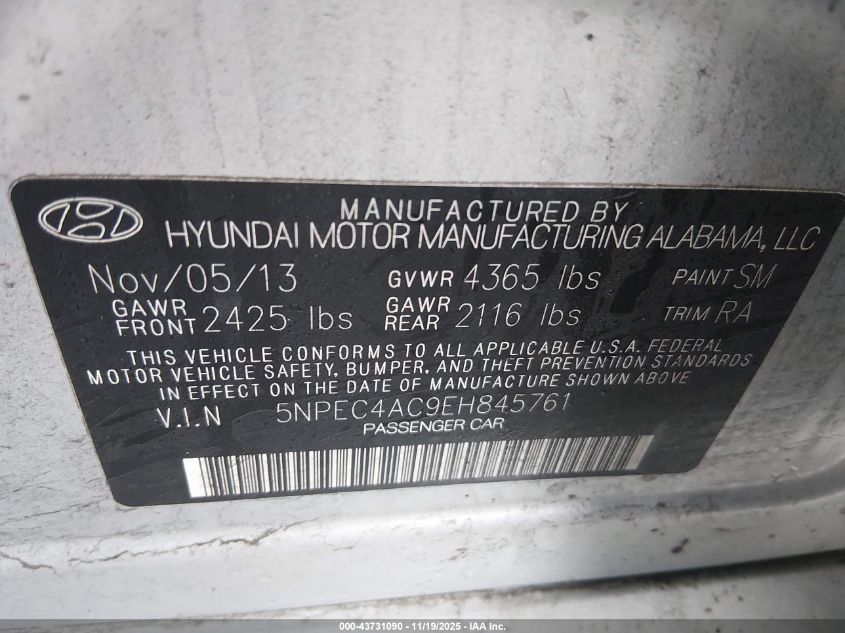 MANUFACTURED BY
HYUNDAI MOTOR MANUFACTURING ALABAMA, LLC
Nov/05/13 GVWR 4365 lbs PAINT SM
GAWR FRONT 2425 lbs GAWR REAR 2116 lbs TRIM RA
THIS VEHICLE CONFORMS TO ALL APPLICABLE U.S.A. FEDERAL
MOTOR VEHICLE SAFETY, BUMPER, AND THEFT PREVENTION STANDARDS
IN EFFECT ON THE DATE OF MANUFACTURE SHOWN ABOVE
V.I.N 5NPEC4AC9EH845761
PASSENGER CAR
000-43731090 - 11/19/2025 - IAA Inc.